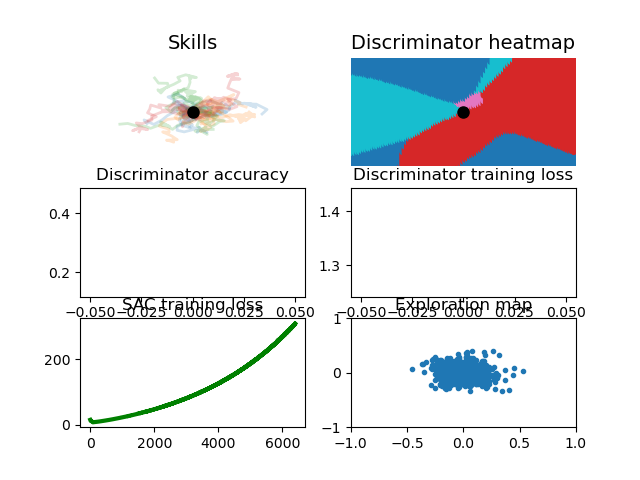 Skills
Discriminator heatmap
Discriminator accuracy
Discriminator training loss
0.4
0.2
1.4
1.3
−0.050 −0.025 0.000 0.025 0.050
−0.050 −0.025 0.000 0.025 0.050
SAC training loss
Exploration map
200
0
0 2000 4000 6000
1
0
−1
−1.0 −0.5 0.0 0.5 1.0